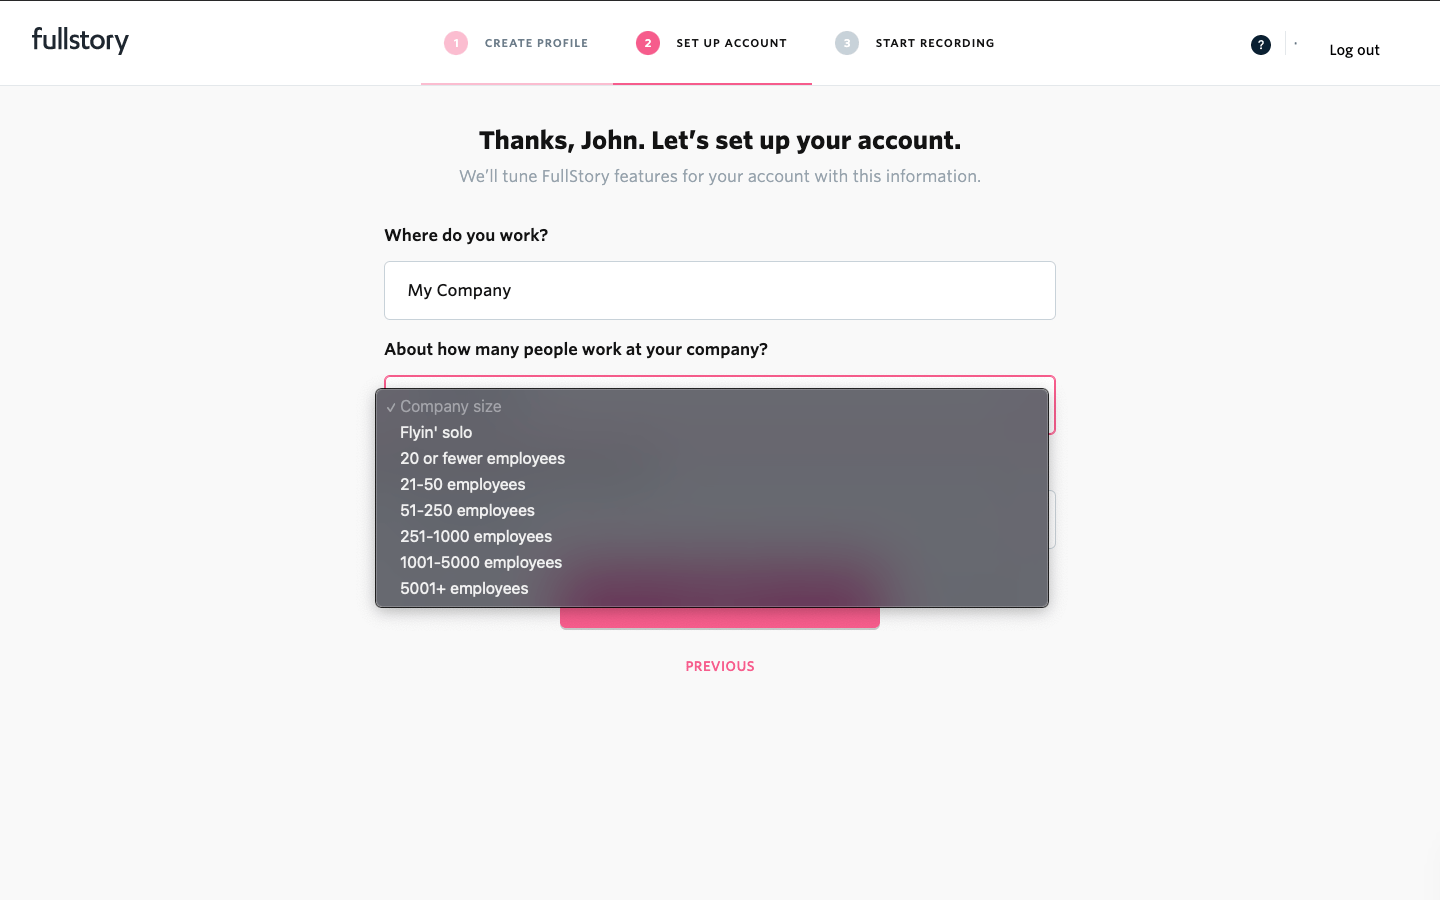 fullstory
1 CREATE PROFILE
2 SET UP ACCOUNT
3 START RECORDING
?
Log out
Thanks, John. Let’s set up your account.
We’ll tune FullStory features for your account with this information.
Where do you work?
My Company
About how many people work at your company?
✓ Company size
Flyin' solo
20 or fewer employees
21-50 employees
51-250 employees
251-1000 employees
1001-5000 employees
5001+ employees
PREVIOUS